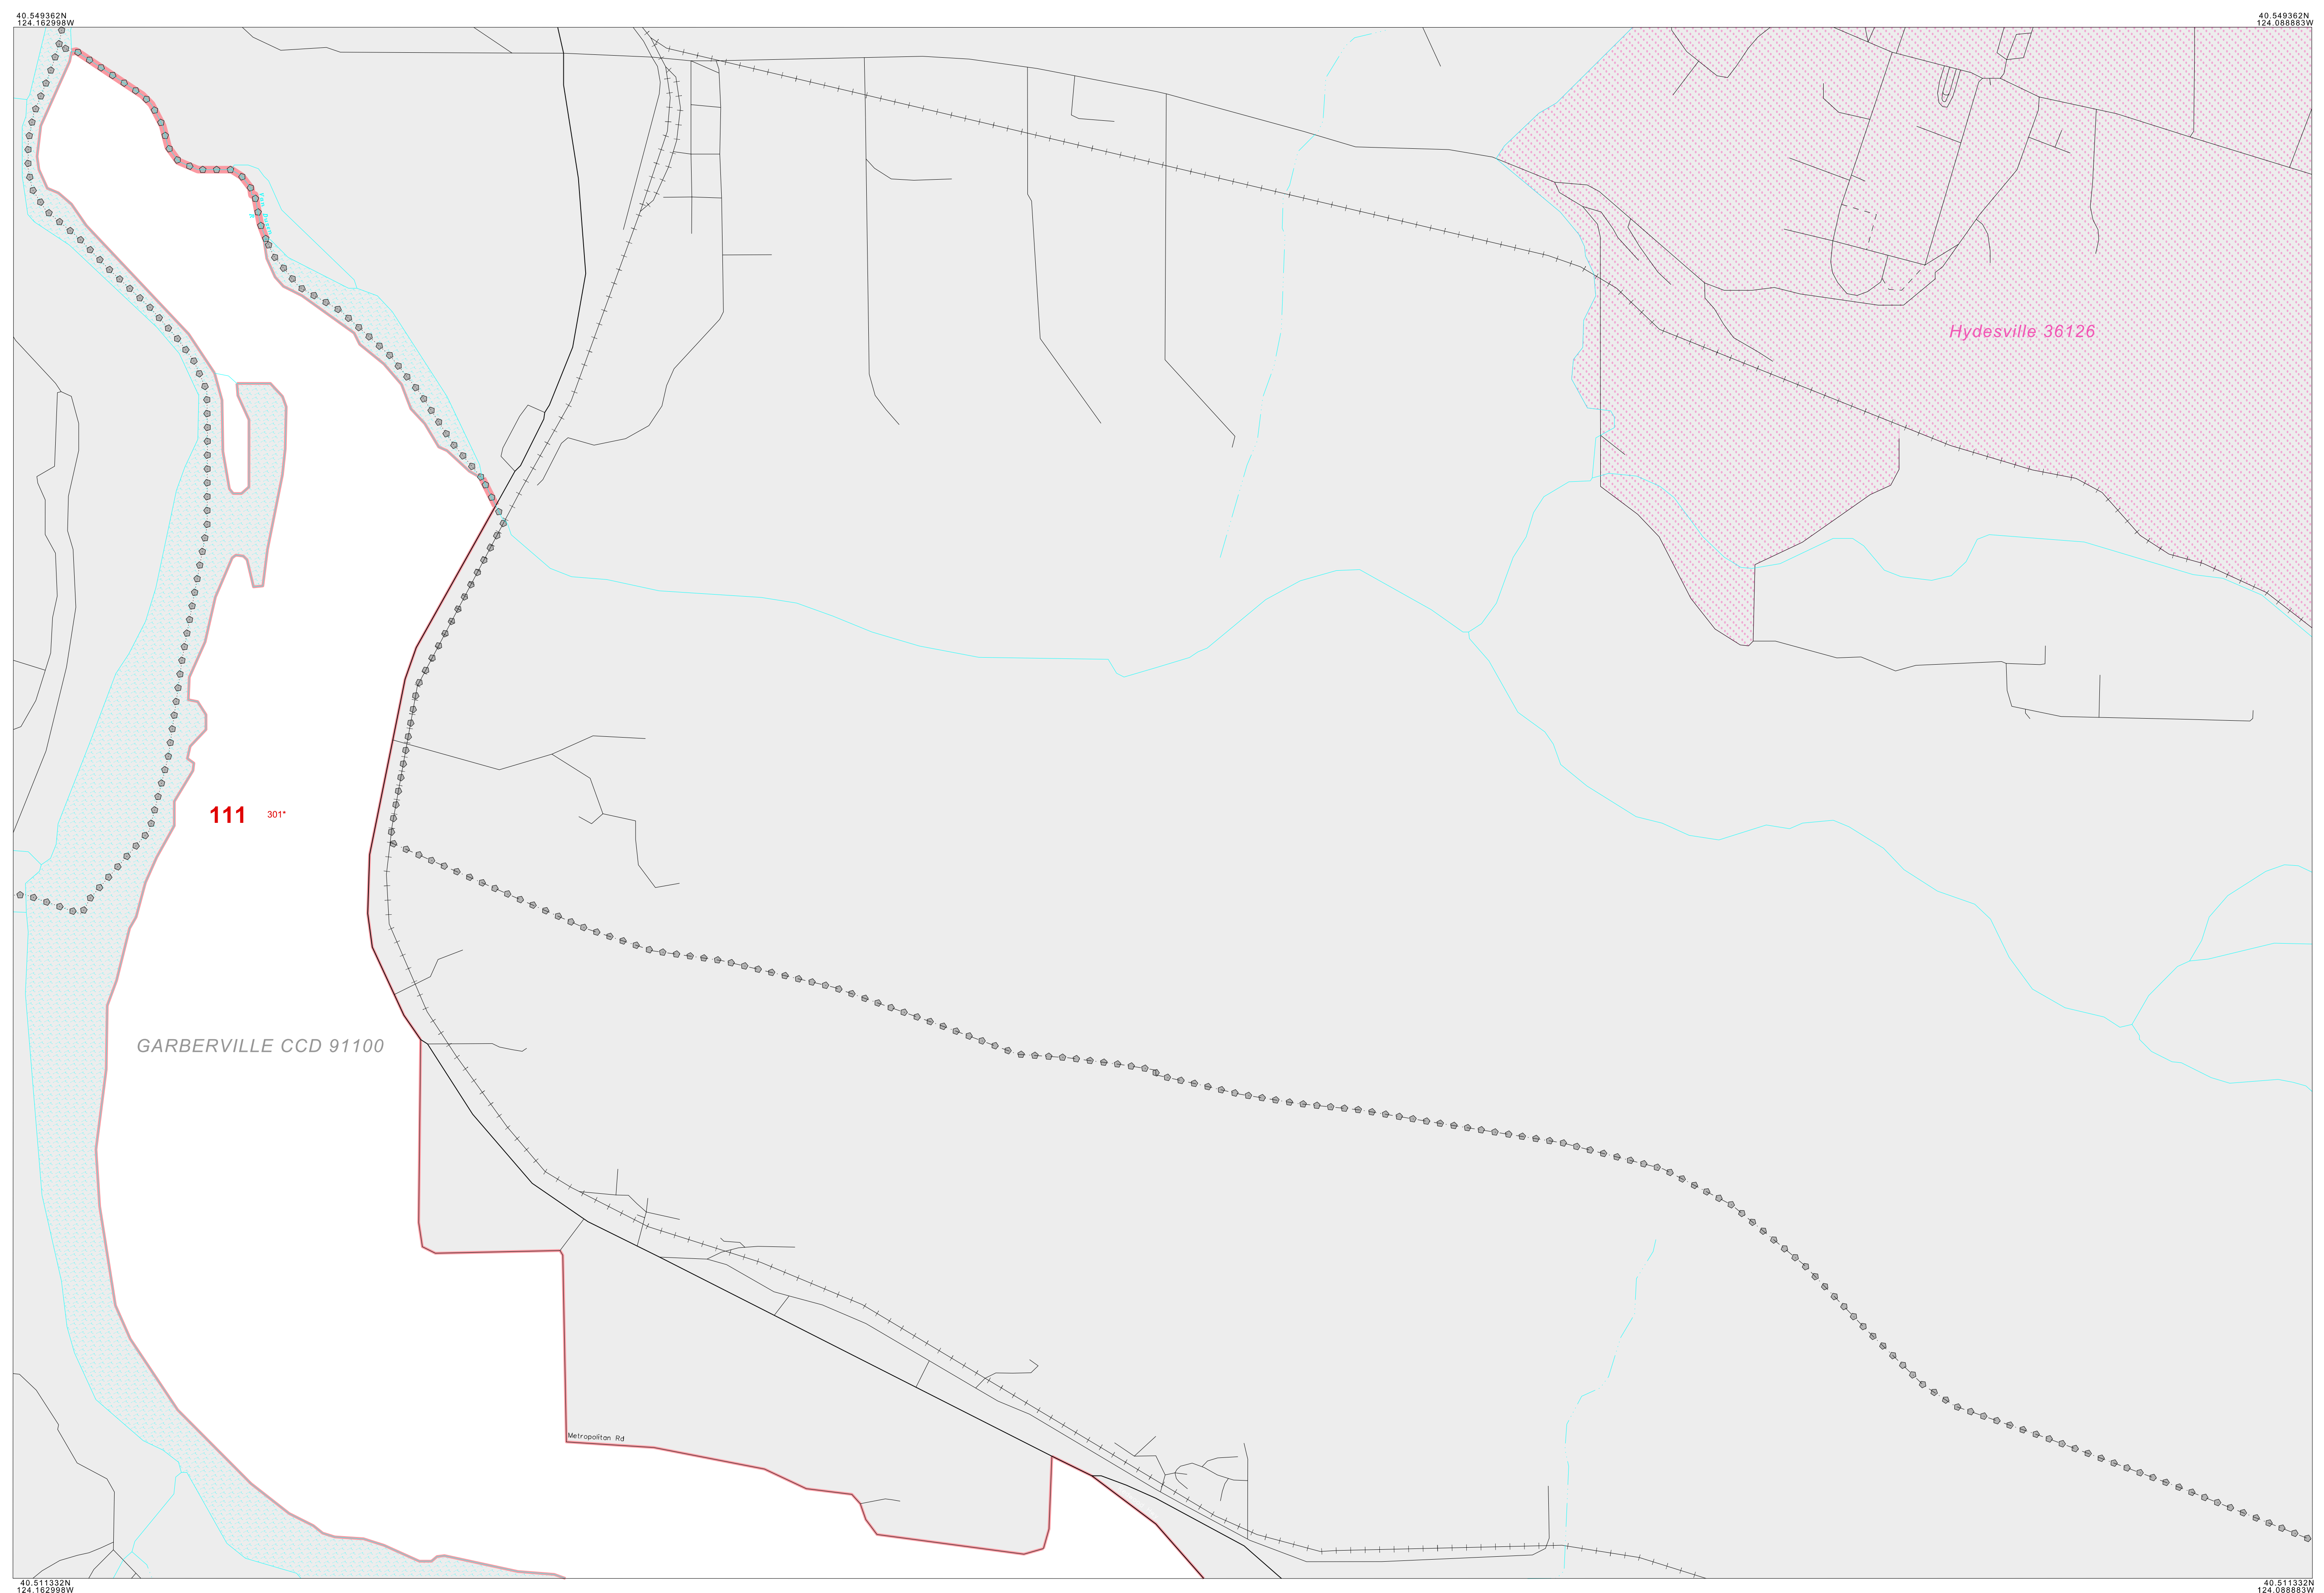 40.549362N
124.162998W
40.549362N
124.088883W
Hydesville 36126
111 301*
GARBERVILLE CCD 91100
Metropolitan Rd
40.511332N
124.162998W
40.511332N
124.088883W